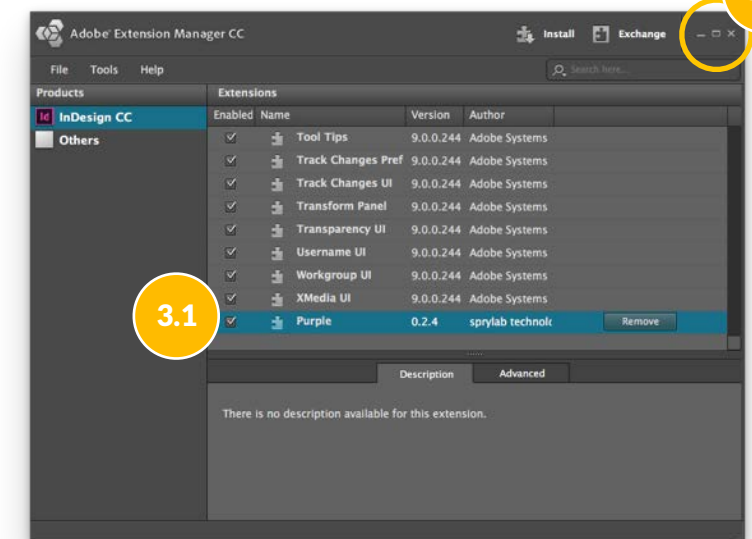 Adobe® Extension Manager CC
Install Exchange
File Tools Help
Search here...
Products
Extensions
InDesign CC
Others
Enabled Name Version Author
Tool Tips 9.0.0.244 Adobe Systems
Track Changes Pref 9.0.0.244 Adobe Systems
Track Changes UI 9.0.0.244 Adobe Systems
Transform Panel 9.0.0.244 Adobe Systems
Transparency UI 9.0.0.244 Adobe Systems
Username UI 9.0.0.244 Adobe Systems
Workgroup UI 9.0.0.244 Adobe Systems
XMedia UI 9.0.0.244 Adobe Systems
3.1
Purple 0.2.4 sprylab technolo Remove
Description Advanced
There is no description available for this extension.